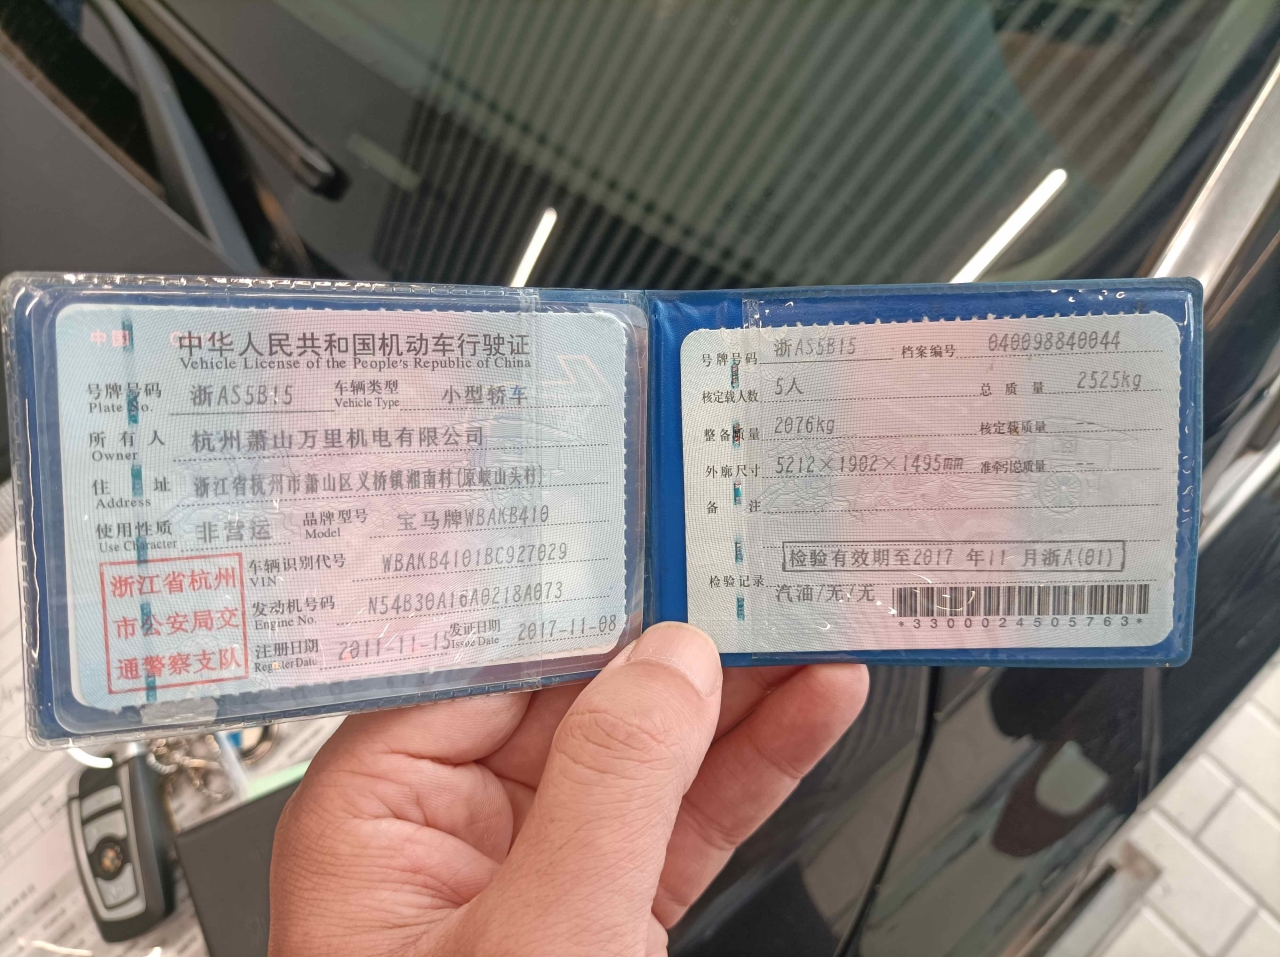 中华人民共和国机动车行驶证
Vehicle License of the People's Republic of China
号牌号码 浙AS5B15 车辆类型 小型轿车
Plate No. Vehicle Type
所有人 杭州萧山万里机电有限公司
Owner
住址 浙江省杭州市萧山区义桥镇湘南村(原岐山头村)
Address
使用性质 非营运 品牌型号 宝马牌WBAKB410
Use Character Model
浙江省杭州
市公安局交
通警察支队
车辆识别代号 WBAKB4101BC927029
VIN
发动机号码 N54B30A16A0218A073
Engine No.
注册日期 2011-11-15 发证日期 2017-11-08
Register Date Issue Date
号牌号码 浙AS5B15 档案编号 040098840044
核定载人数 5人 总质量 2525kg
整备质量 2076kg 核定载质量 --
外廓尺寸 5212×1902×1495mm 准牵引总质量 --
备注
检验有效期至2017 年11 月浙A(01)
检验记录
汽油/无/无
*3300024505763*